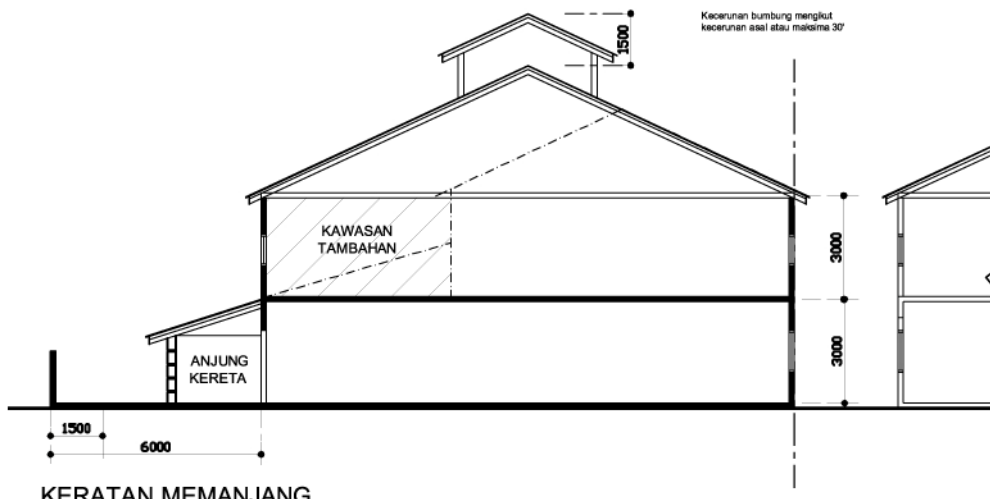 Kecerunan bumbung mengikut
kecerunan asal atau maksima 30'
1500
KAWASAN
TAMBAHAN
3000
3000
ANJUNG
KERETA
1500
6000
KERATAN MEMANJANG